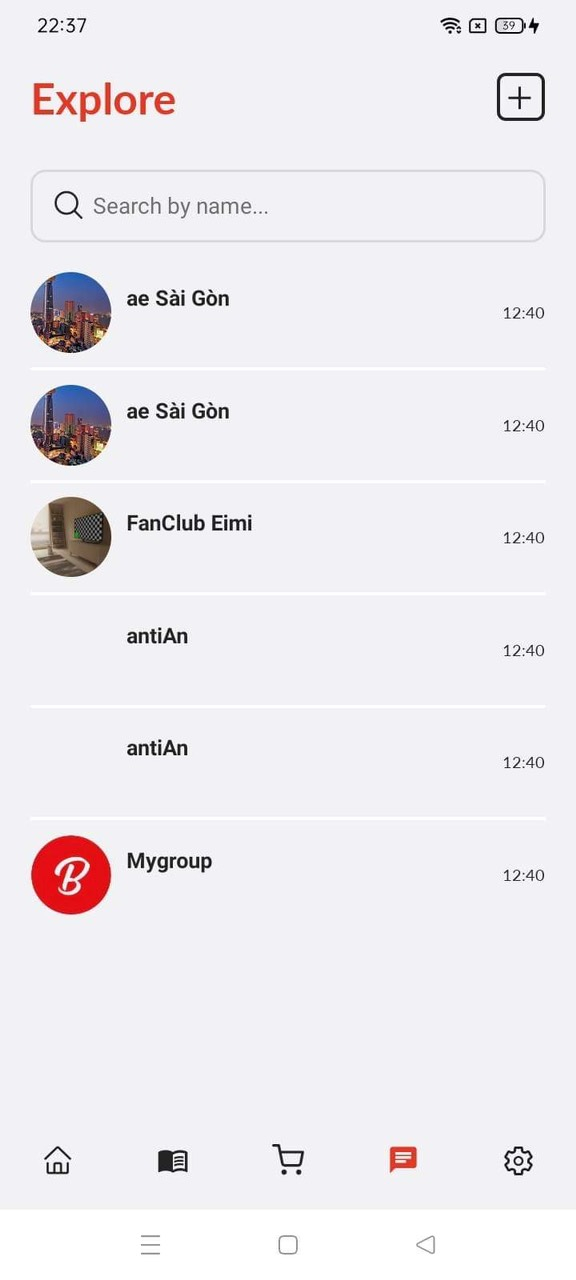 22:37
39
Explore
Search by name...
ae Sài Gòn
12:40
ae Sài Gòn
12:40
FanClub Eimi
12:40
antiAn
12:40
antiAn
12:40
B
Mygroup
12:40